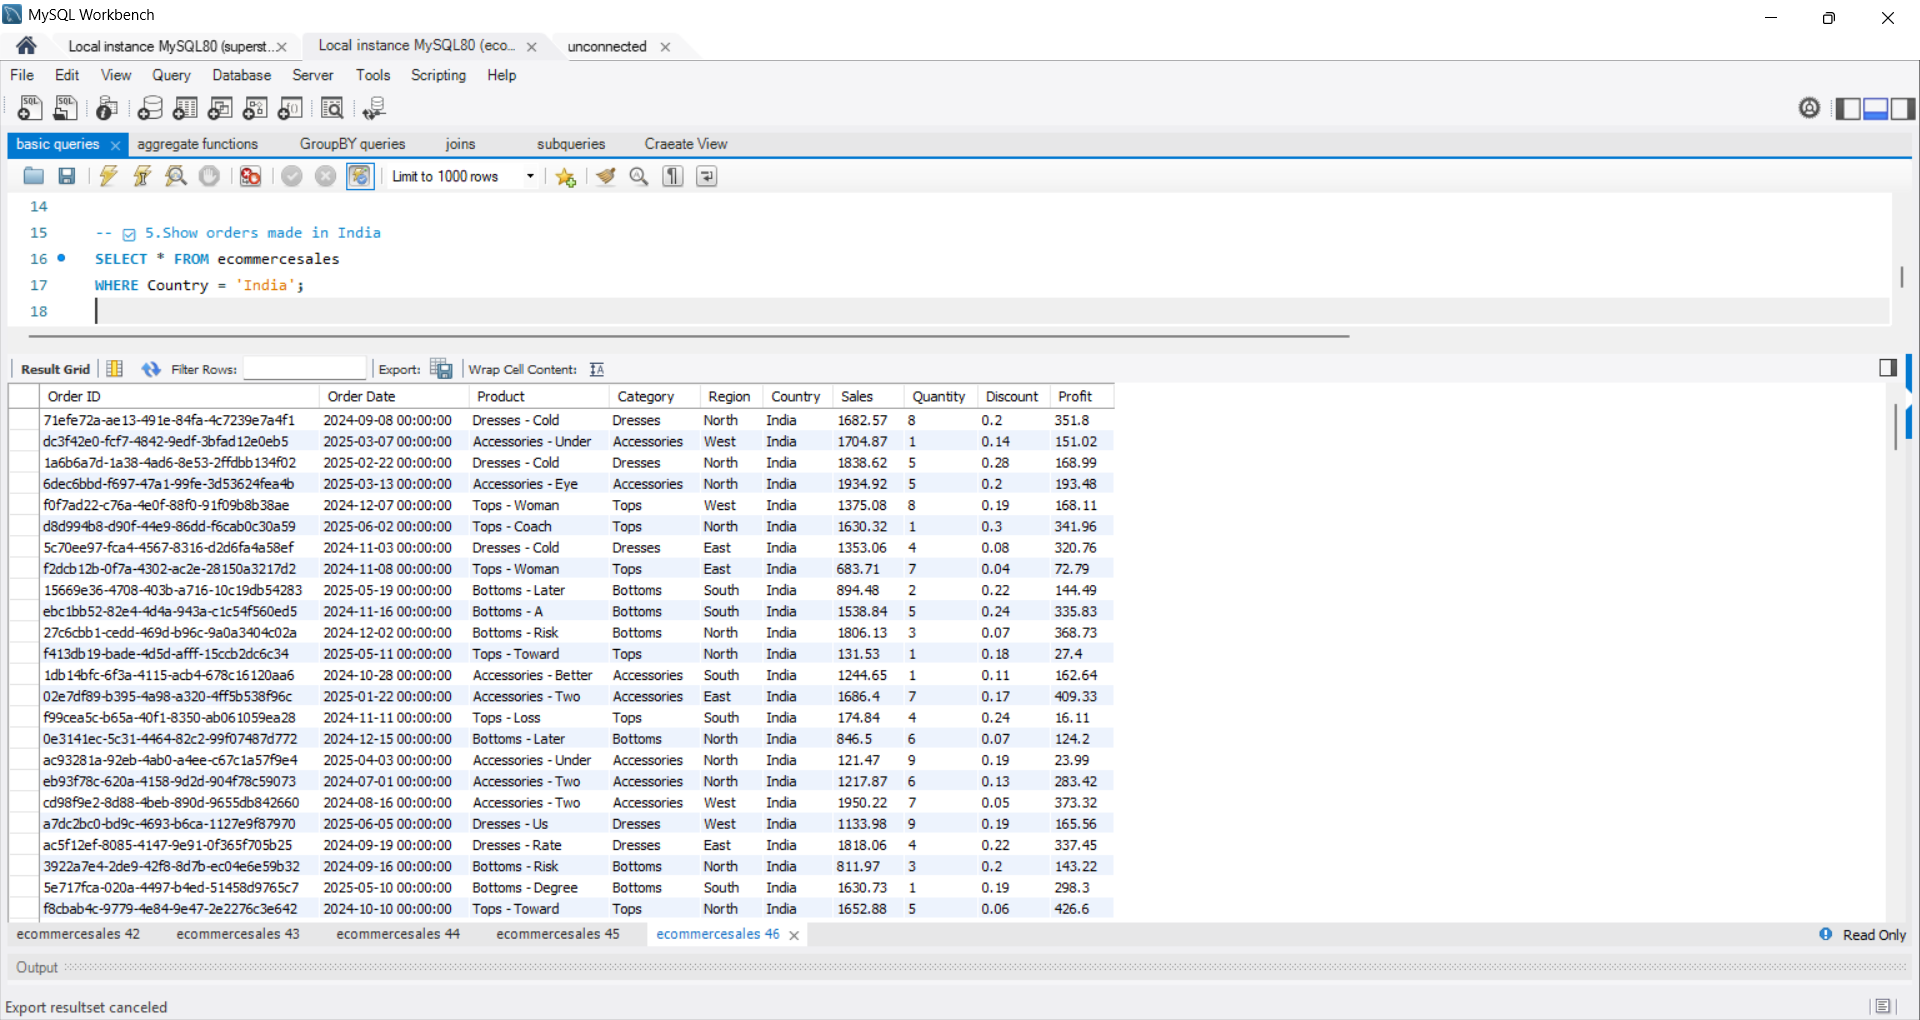 MySQL Workbench
Local instance MySQL80 (superst... Local instance MySQL80 (eco... unconnected
File Edit View Query Database Server Tools Scripting Help
basic queries aggregate functions GroupBY queries joins subqueries Craeate View
Limit to 1000 rows
14
15 -- ☑ 5.Show orders made in India
16 SELECT * FROM ecommercesales
17 WHERE Country = 'India';
18
Result Grid Filter Rows: Export: Wrap Cell Content:
Order ID Order Date Product Category Region Country Sales Quantity Discount Profit
71efe72a-ae13-491e-84fa-4c7239e7a4f1 2024-09-08 00:00:00 Dresses - Cold Dresses North India 1682.57 8 0.2 351.8
dc3f42e0-fcf7-4842-9edf-3bfad12e0eb5 2025-03-07 00:00:00 Accessories - Under Accessories West India 1704.87 1 0.14 151.02
1a6b6a7d-1a38-4ad6-8e53-2ffdbb134f02 2025-02-22 00:00:00 Dresses - Cold Dresses North India 1838.62 5 0.28 168.99
6dec6bbd-f697-47a1-99fe-3d53624fea4b 2025-03-13 00:00:00 Accessories - Eye Accessories North India 1934.92 5 0.2 193.48
f0f7ad22-c76a-4e0f-88f0-91f09b8b38ae 2024-12-07 00:00:00 Tops - Woman Tops West India 1375.08 8 0.19 168.11
d8d994b8-d90f-44e9-86dd-f6cab0c30a59 2025-06-02 00:00:00 Tops - Coach Tops North India 1630.32 1 0.3 341.96
5c70ee97-fca4-4567-8316-d2d6fa4a58ef 2024-11-03 00:00:00 Dresses - Cold Dresses East India 1353.06 4 0.08 320.76
f2dcb12b-0f7a-4302-ac2e-28150a3217d2 2024-11-08 00:00:00 Tops - Woman Tops East India 683.71 7 0.04 72.79
15669e36-4708-403b-a716-10c19db54283 2025-05-19 00:00:00 Bottoms - Later Bottoms South India 894.48 2 0.22 144.49
ebc1bb52-82e4-4d4a-943a-c1c54f560ed5 2024-11-16 00:00:00 Bottoms - A Bottoms South India 1538.84 5 0.24 335.83
27c6cbb1-cedd-469d-b96c-9a0a3404c02a 2024-12-02 00:00:00 Bottoms - Risk Bottoms North India 1806.13 3 0.07 368.73
f413db19-bade-4d5d-afff-15ccb2dc6c34 2025-05-11 00:00:00 Tops - Toward Tops North India 131.53 1 0.18 27.4
1db14bfc-6f3a-4115-acb4-678c16120aa6 2024-10-28 00:00:00 Accessories - Better Accessories South India 1244.65 1 0.11 162.64
02e7df89-b395-4a98-a320-4ff5b538f96c 2025-01-22 00:00:00 Accessories - Two Accessories East India 1686.4 7 0.17 409.33
f99cea5c-b65a-40f1-8350-ab061059ea28 2024-11-11 00:00:00 Tops - Loss Tops South India 174.84 4 0.24 16.11
0e3141ec-5c31-4464-82c2-99f07487d772 2024-12-15 00:00:00 Bottoms - Later Bottoms North India 846.5 6 0.07 124.2
ac93281a-92eb-4ab0-a4ee-c67c1a57f9e4 2025-04-03 00:00:00 Accessories - Under Accessories North India 121.47 9 0.19 23.99
eb93f78c-620a-4158-9d2d-904f78c59073 2024-07-01 00:00:00 Accessories - Two Accessories North India 1217.87 6 0.13 283.42
cd98f9e2-8d88-4beb-890d-9655db842660 2024-08-16 00:00:00 Accessories - Two Accessories West India 1950.22 7 0.05 373.32
a7dc2bc0-bd9c-4693-b6ca-1127e9f87970 2025-06-05 00:00:00 Dresses - Us Dresses West India 1133.98 9 0.19 165.56
ac5f12ef-8085-4147-9e91-0f365f705b25 2024-09-19 00:00:00 Dresses - Rate Dresses East India 1818.06 4 0.22 337.45
3922a7e4-2de9-42f8-8d7b-ec04e6e59b32 2024-09-16 00:00:00 Bottoms - Risk Bottoms North India 811.97 3 0.2 143.22
5e717fca-020a-4497-b4ed-51458d9765c7 2025-05-10 00:00:00 Bottoms - Degree Bottoms South India 1630.73 1 0.19 298.3
f8cbab4c-9779-4e84-9e47-2e2276c3e642 2024-10-10 00:00:00 Tops - Toward Tops North India 1652.88 5 0.06 426.6
ecommercesales 42 ecommercesales 43 ecommercesales 44 ecommercesales 45 ecommercesales 46 Read Only
Output
Export resultset canceled